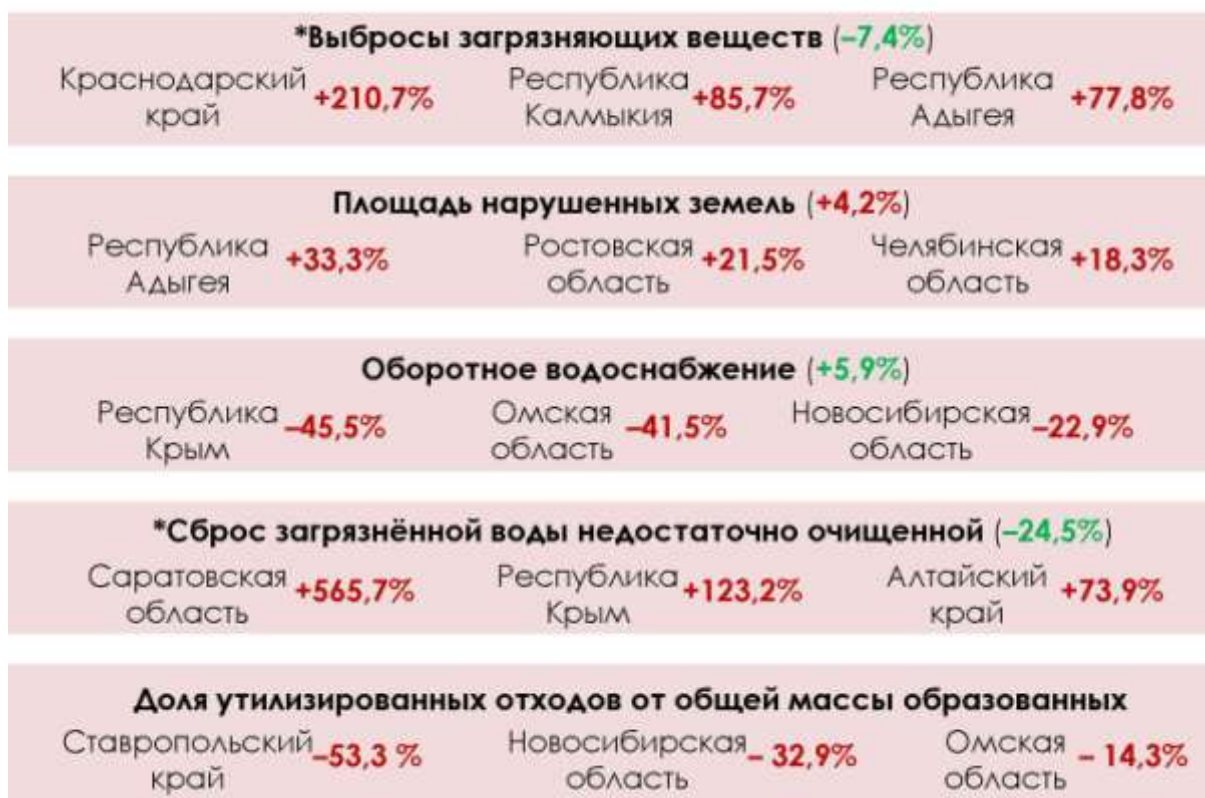 *Выбросы загрязняющих веществ (–7,4%)
Краснодарский край +210,7% Республика Калмыкия +85,7% Республика Адыгея +77,8%
Площадь нарушенных земель (+4,2%)
Республика Адыгея +33,3% Ростовская область +21,5% Челябинская область +18,3%
Оборотное водоснабжение (+5,9%)
Республика Крым –45,5% Омская область –41,5% Новосибирская область –22,9%
*Сброс загрязнённой воды недостаточно очищенной (–24,5%)
Саратовская область +565,7% Республика Крым +123,2% Алтайский край +73,9%
Доля утилизированных отходов от общей массы образованных
Ставропольский край –53,3 % Новосибирская область – 32,9% Омская область – 14,3%